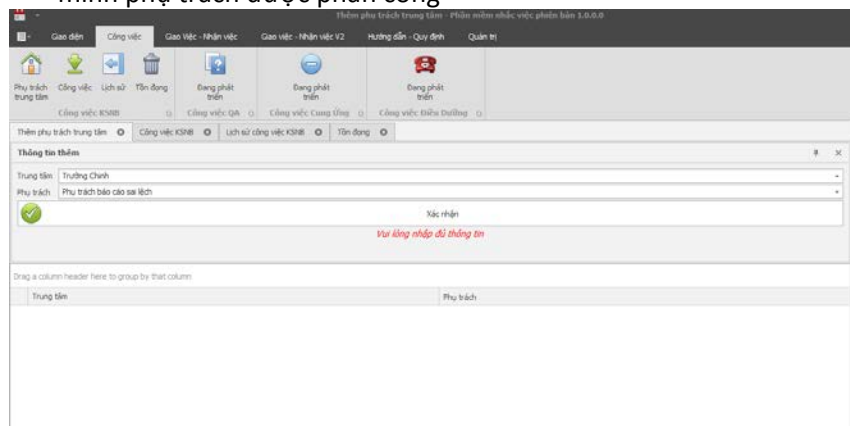 mình phụ trách được phân công
Thêm phụ trách trung tâm - Phần mềm nhắc việc phiên bản 1.0.0.0
Giao diện Công việc Giao Việc - Nhận việc Giao việc - Nhận việc V2 Hướng dẫn - Quy định Quản trị
Phụ trách trung tâm Công việc Lịch sử Tồn đọng Đang phát triển Đang phát triển Đang phát triển
Công việc KSNB Công việc QA Công việc Cung Ứng Công việc Điều Dưỡng
Thêm phụ trách trung tâm Công việc KSNB Lịch sử công việc KSNB Tồn đọng
Thông tin thêm
Trung tâm Trường Chinh
Phụ trách Phụ trách báo cáo sai lệch
Xác nhận
Vui lòng nhập đủ thông tin
Drag a column header here to group by that column
Trung tâm Phụ trách